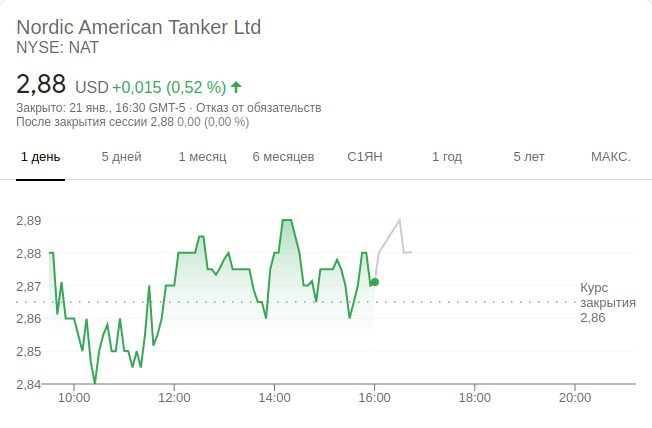 Nordic American Tanker Ltd
NYSE: NAT
2,88 USD +0,015 (0,52 %)
Закрыто: 21 янв., 16:30 GMT-5 · Отказ от обязательств
После закрытия сессии 2,88 0,00 (0,00 %)
1 день 5 дней 1 месяц 6 месяцев С1ЯН 1 год 5 лет МАКС.
2,89
2,88
2,87
2,86
2,85
2,84
Курс
закрытия
2,86
10:00 12:00 14:00 16:00 18:00 20:00